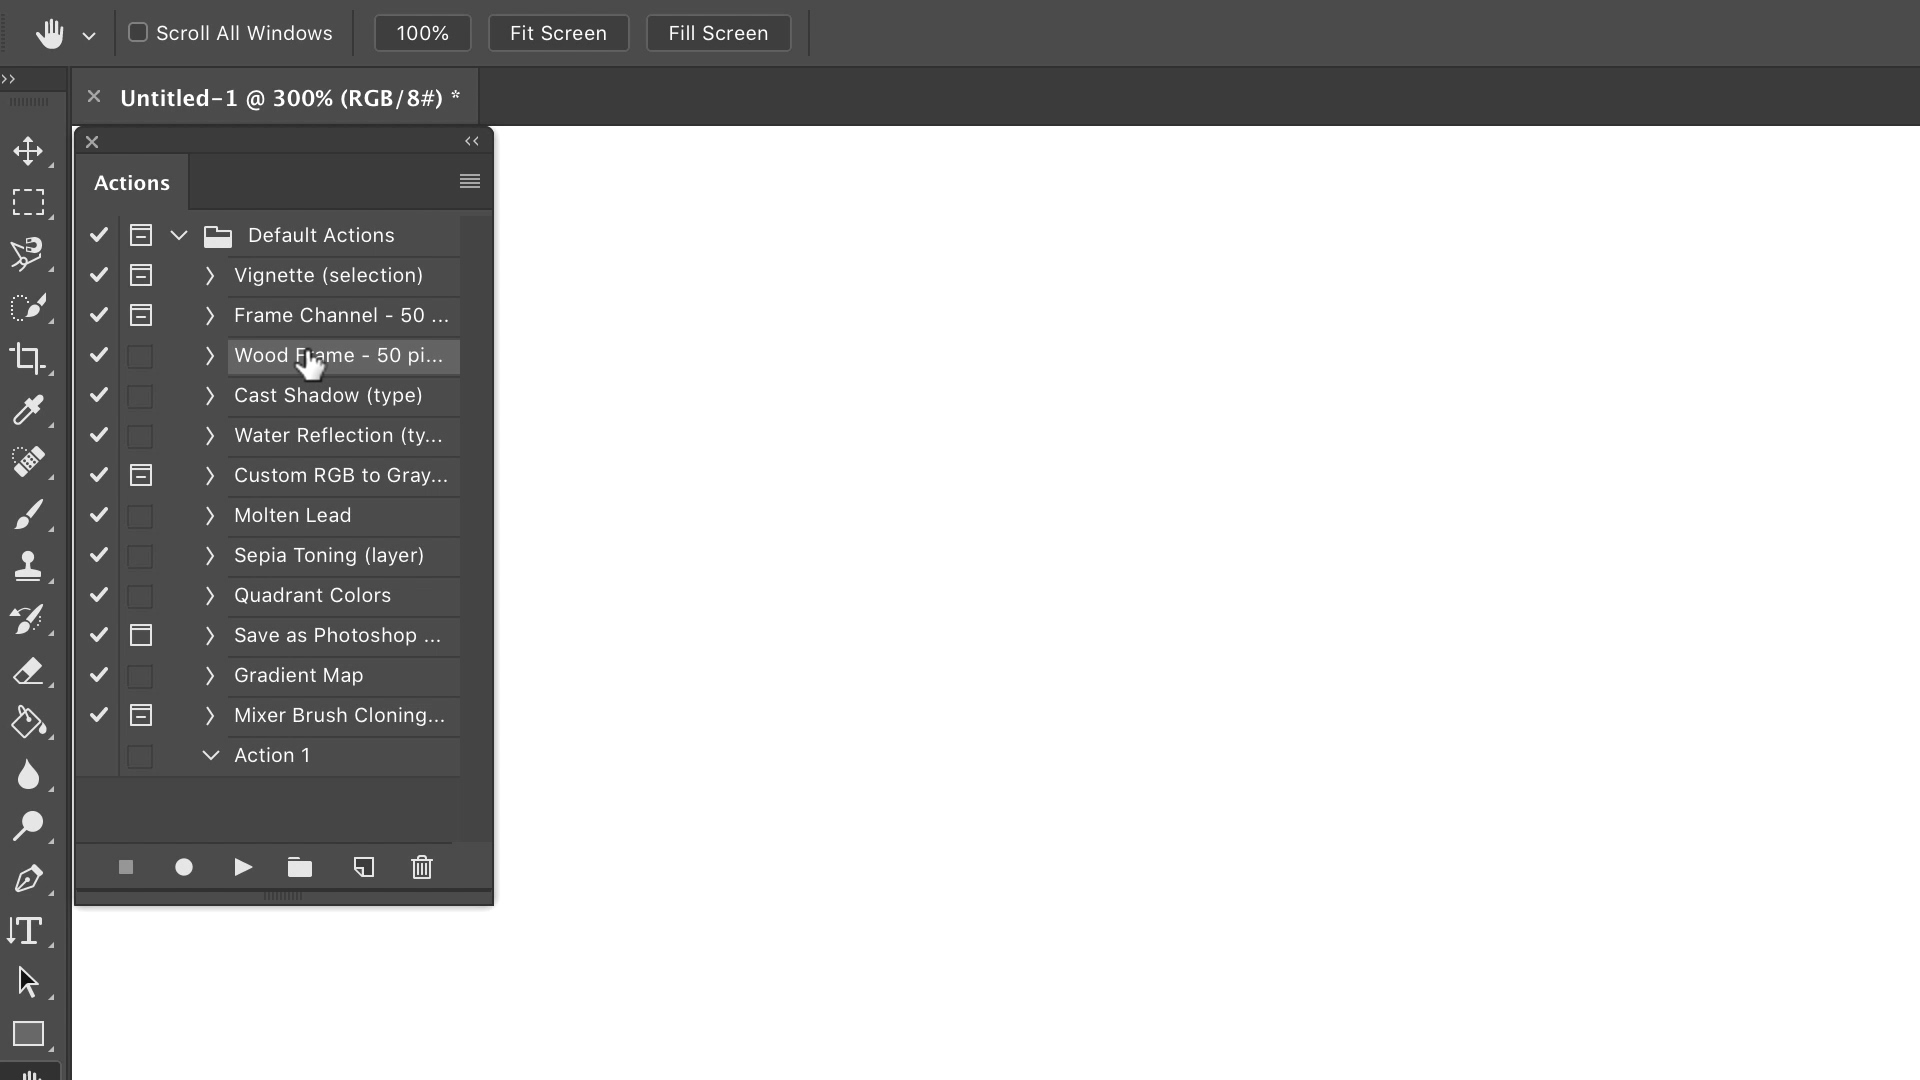 Scroll All Windows 100% Fit Screen Fill Screen
Untitled-1 @ 300% (RGB/8#) *
Actions
Default Actions
Vignette (selection)
Frame Channel - 50 ...
Wood Frame - 50 pi...
Cast Shadow (type)
Water Reflection (ty...
Custom RGB to Gray...
Molten Lead
Sepia Toning (layer)
Quadrant Colors
Save as Photoshop ...
Gradient Map
Mixer Brush Cloning...
Action 1